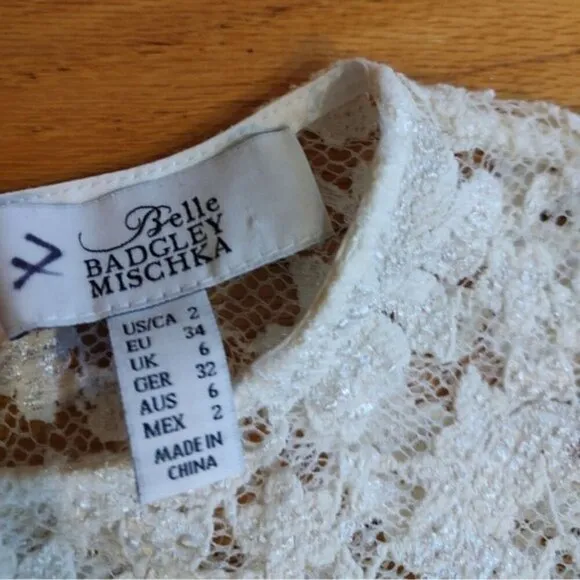 Belle
BADGLEY
MISCHKA
US/CA 2
EU 34
UK 6
GER 32
AUS 6
MEX 2
MADE IN
CHINA